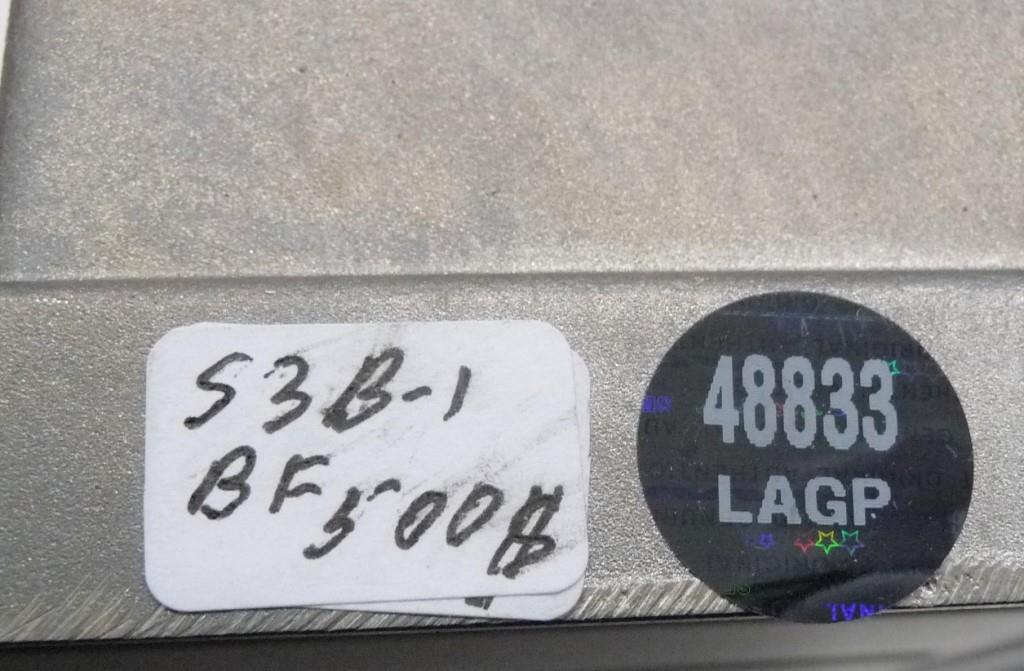 S3B-1
BF 500$
48833
LAGP